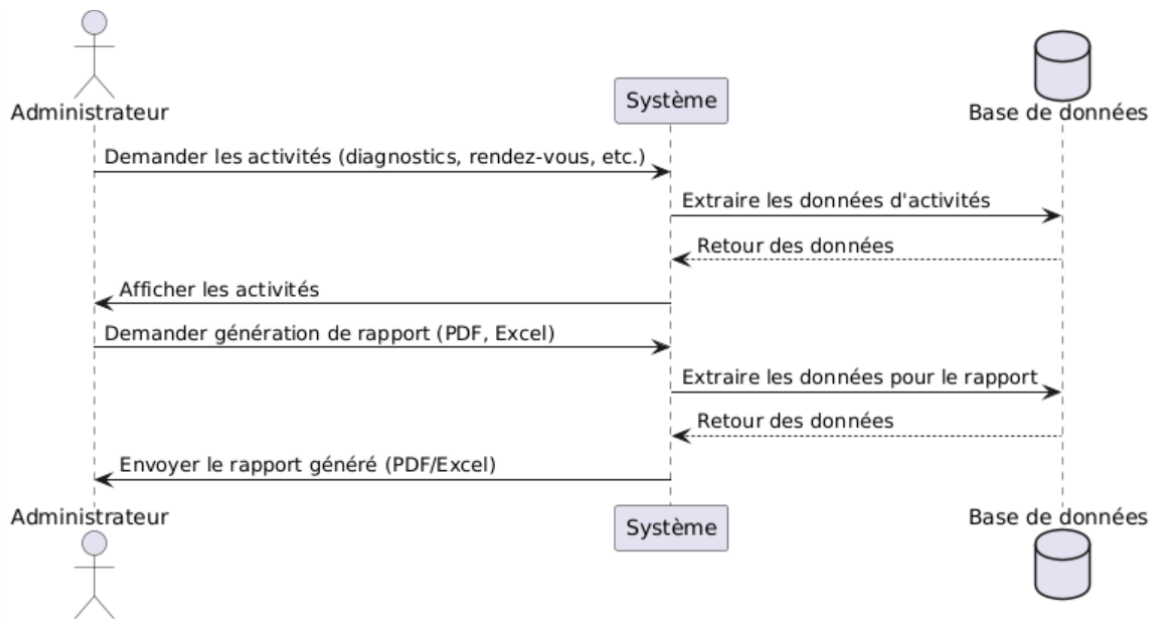 Administrateur
Système
Base de données
Demander les activités (diagnostics, rendez-vous, etc.)
Extraire les données d'activités
Retour des données
Afficher les activités
Demander génération de rapport (PDF, Excel)
Extraire les données pour le rapport
Retour des données
Envoyer le rapport généré (PDF/Excel)
Administrateur
Système
Base de données